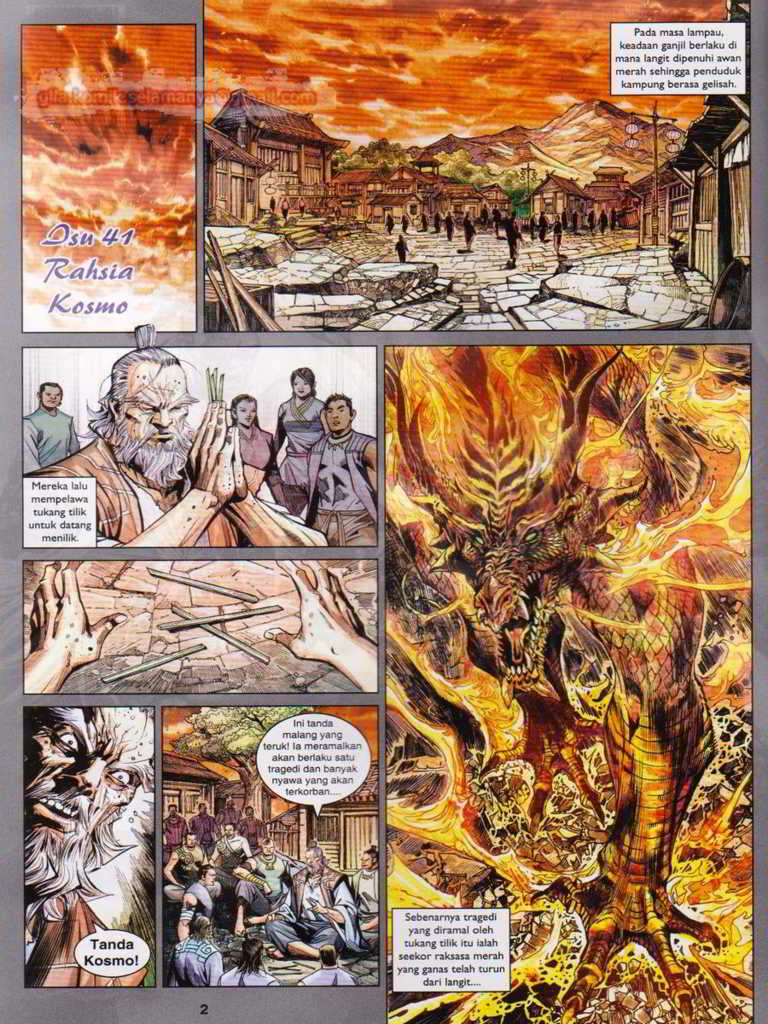 Pada masa lampau,
keadaan ganjil berlaku di
mana langit dipenuhi awan
merah sehingga penduduk
kampung berasa gelisah.
Isu 41
Rahsia
Kosmo
Mereka lalu
mempelawa
tukang tilik
untuk datang
menilik.
Tanda
Kosmo!
Ini tanda
malang yang
teruk! Ia meramalkan
akan berlaku satu
tragedi dan banyak
nyawa yang akan
terkorban....
Sebenarnya tragedi
yang diramal oleh
tukang tilik itu ialah
seekor raksasa merah
yang ganas telah turun
dari langit....
2